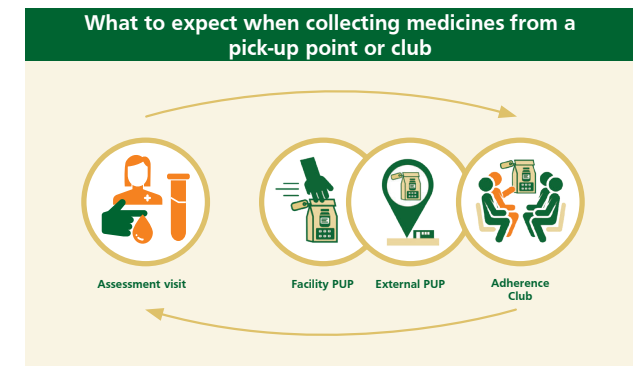 What to expect when collecting medicines from a
pick-up point or club
Assessment visit
Facility PUP
External PUP
Adherence
Club